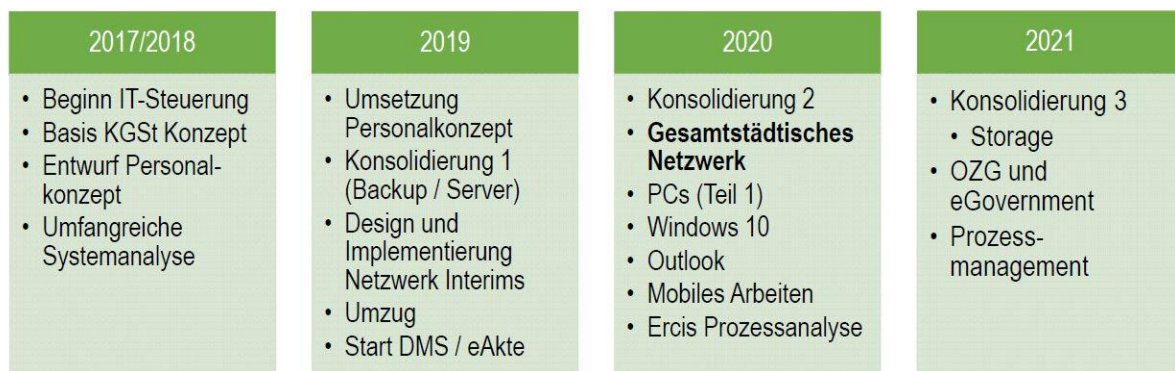 2017/2018
• Beginn IT-Steuerung
• Basis KGSt Konzept
• Entwurf Personal-
konzept
• Umfangreiche
Systemanalyse
2019
• Umsetzung
Personalkonzept
• Konsolidierung 1
(Backup / Server)
• Design und
Implementierung
Netzwerk Interims
• Umzug
• Start DMS / eAkte
2020
• Konsolidierung 2
• Gesamtstädtisches
Netzwerk
• PCs (Teil 1)
• Windows 10
• Outlook
• Mobiles Arbeiten
• Ercis Prozessanalyse
2021
• Konsolidierung 3
• Storage
• OZG und
eGovernment
• Prozess-
management